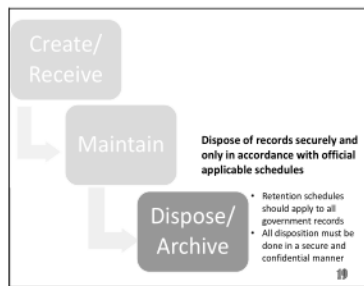 Create/
Receive
Maintain
Dispose of records securely and
only in accordance with official
applicable schedules
Dispose/
Archive
• Retention schedules
should apply to all
government records
• All disposition must be
done in a secure and
confidential manner
19